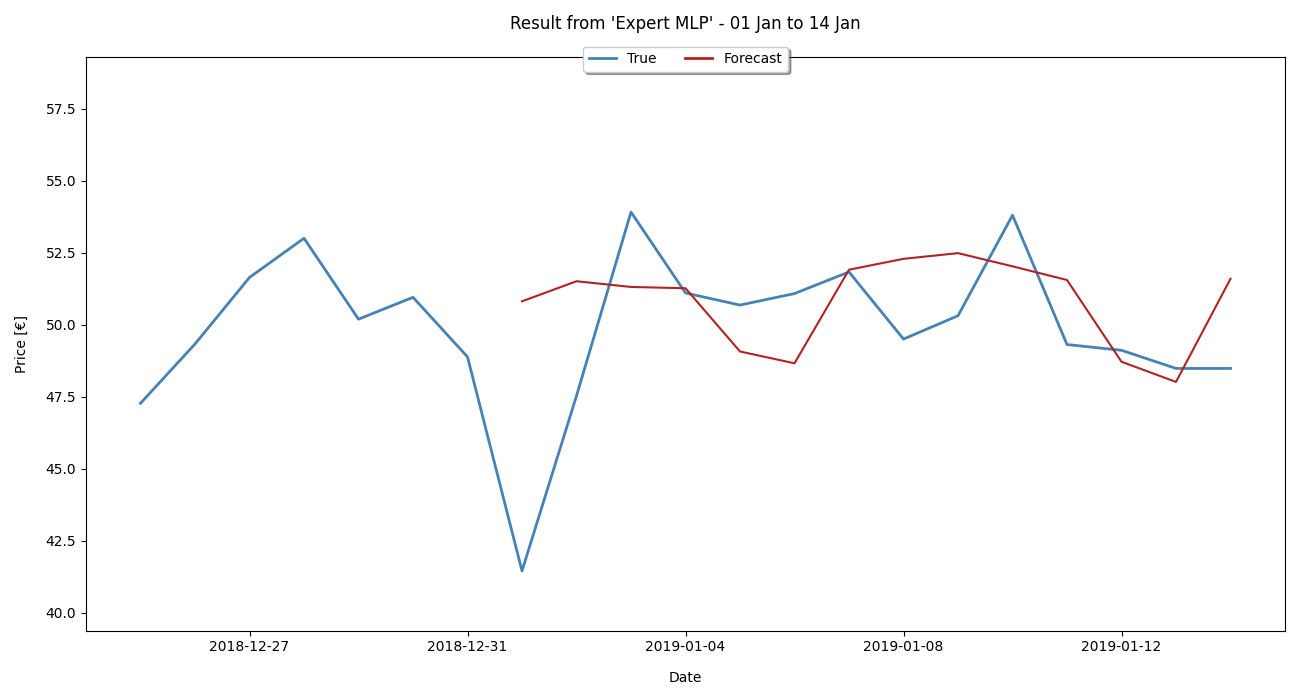 Result from 'Expert MLP' - 01 Jan to 14 Jan
True
Forecast
57.5
55.0
52.5
50.0
47.5
45.0
42.5
40.0
Price [€]
2018-12-27
2018-12-31
2019-01-04
2019-01-08
2019-01-12
Date